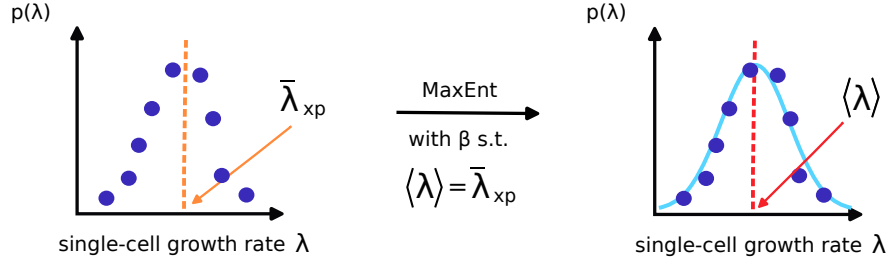 p(λ)
λ̅ xp
single-cell growth rate λ
MaxEnt
with β s.t.
⟨λ⟩ = λ̅ xp
p(λ)
⟨λ⟩
single-cell growth rate λ